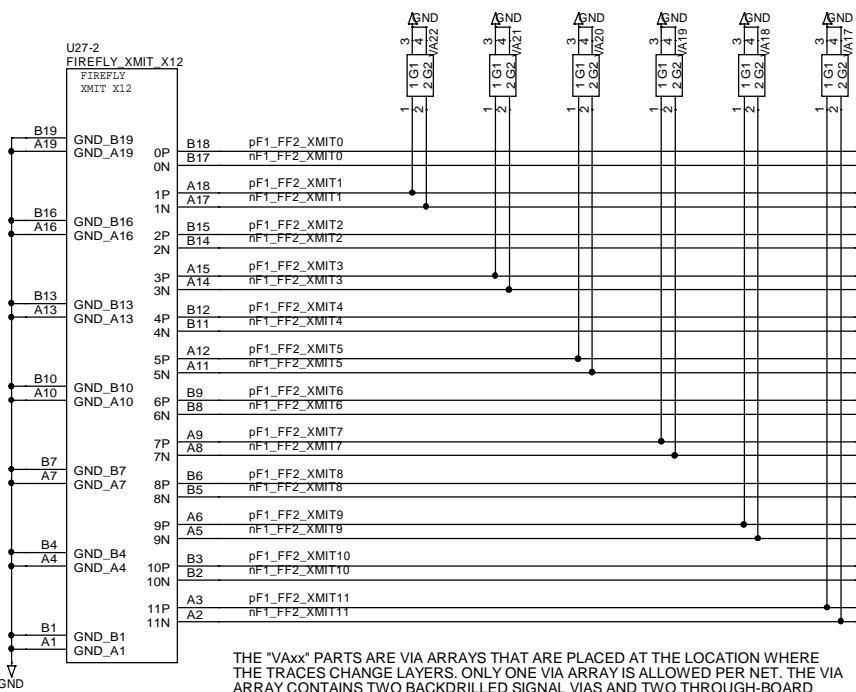 GND GND GND GND GND GND
3 4 VA22
3 4 VA21
3 4 VA20
3 4 VA19
3 4 VA18
3 4 VA17
1 G1 1 G1 1 G1 1 G1 1 G1 1 G1
2 G2 2 G2 2 G2 2 G2 2 G2 2 G2
1 2 1 2 1 2 1 2 1 2 1 2
U27-2
FIREFLY_XMIT_X12
FIREFLY
XMIT X12
B19 GND_B19
A19 GND_A19
0P B18 pF1_FF2_XMIT0
0N B17 nF1_FF2_XMIT0
1P A18 pF1_FF2_XMIT1
1N A17 nF1_FF2_XMIT1
B16 GND_B16
A16 GND_A16
2P B15 pF1_FF2_XMIT2
2N B14 nF1_FF2_XMIT2
3P A15 pF1_FF2_XMIT3
3N A14 nF1_FF2_XMIT3
B13 GND_B13
A13 GND_A13
4P B12 pF1_FF2_XMIT4
4N B11 nF1_FF2_XMIT4
5P A12 pF1_FF2_XMIT5
5N A11 nF1_FF2_XMIT5
B10 GND_B10
A10 GND_A10
6P B9 pF1_FF2_XMIT6
6N B8 nF1_FF2_XMIT6
7P A9 pF1_FF2_XMIT7
7N A8 nF1_FF2_XMIT7
B7 GND_B7
A7 GND_A7
8P B6 pF1_FF2_XMIT8
8N B5 nF1_FF2_XMIT8
9P A6 pF1_FF2_XMIT9
9N A5 nF1_FF2_XMIT9
B4 GND_B4
A4 GND_A4
10P B3 pF1_FF2_XMIT10
10N B2 nF1_FF2_XMIT10
11P A3 pF1_FF2_XMIT11
11N A2 nF1_FF2_XMIT11
B1 GND_B1
A1 GND_A1
GND
THE "VAxx" PARTS ARE VIA ARRAYS THAT ARE PLACED AT THE LOCATION WHERE
THE TRACES CHANGE LAYERS. ONLY ONE VIA ARRAY IS ALLOWED PER NET. THE VIA
ARRAY CONTAINS TWO BACKDRILLED SIGNAL VIAS AND TWO THROUGH-BOARD